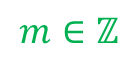 𝑚 ∈ ℤ